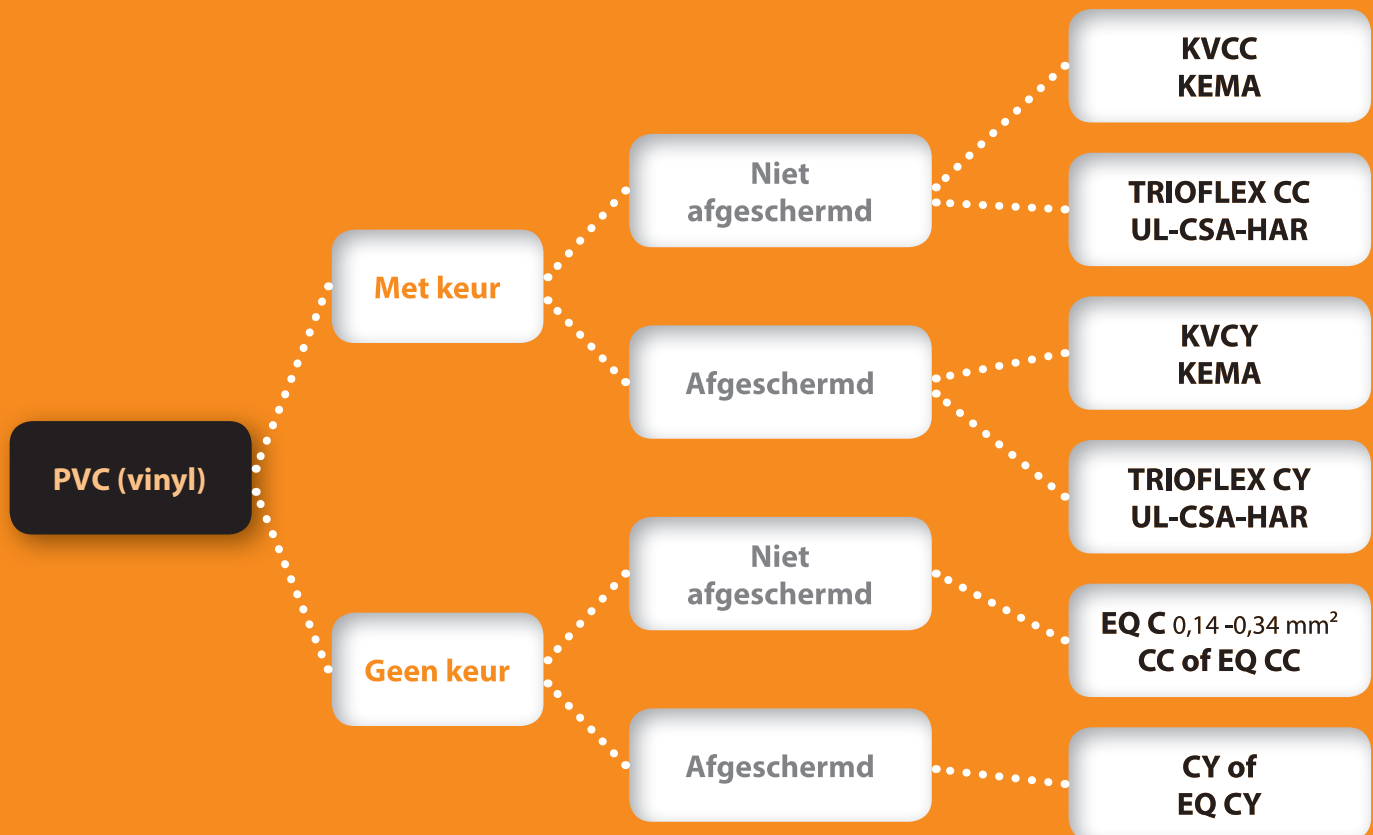 PVC (vinyl)
Met keur
Geen keur
Niet
afgeschermd
Afgeschermd
Niet
afgeschermd
Afgeschermd
KVCC
KEMA
TRIOFLEX CC
UL-CSA-HAR
KVCY
KEMA
TRIOFLEX CY
UL-CSA-HAR
EQ C 0,14 -0,34 mm²
CC of EQ CC
CY of
EQ CY